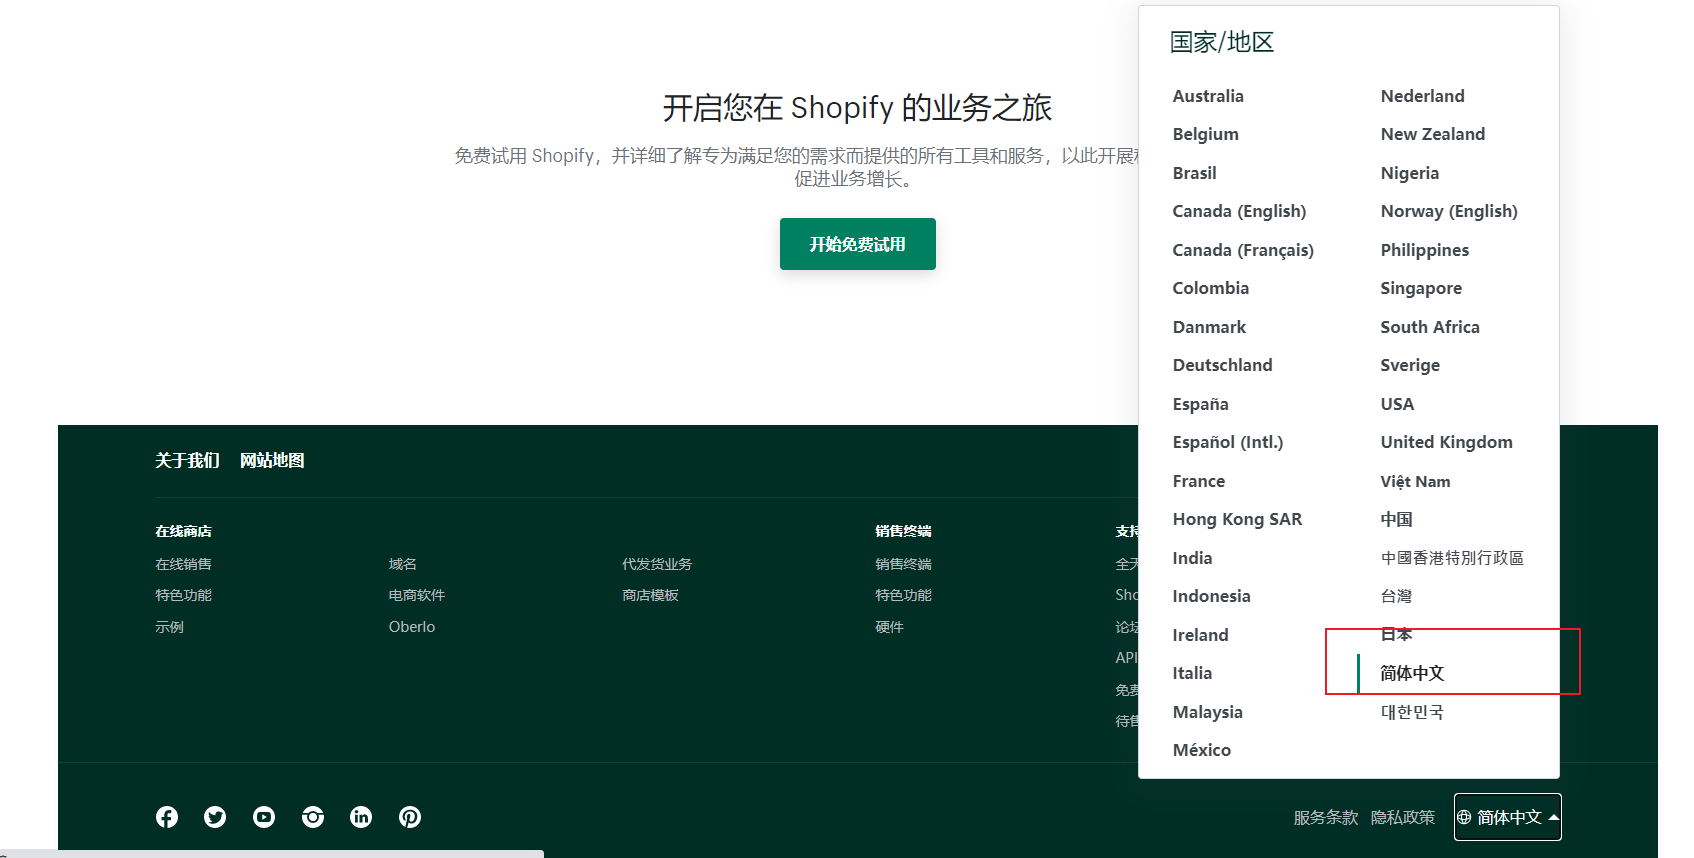 开启您在 Shopify 的业务之旅
免费试用 Shopify，并详细了解专为满足您的需求而提供的所有工具和服务，以此开展
促进业务增长。
开始免费试用
国家/地区
Australia
Belgium
Brasil
Canada (English)
Canada (Français)
Colombia
Danmark
Deutschland
España
Español (Intl.)
France
Hong Kong SAR
India
Indonesia
Ireland
Italia
Malaysia
México
Nederland
New Zealand
Nigeria
Norway (English)
Philippines
Singapore
South Africa
Sverige
USA
United Kingdom
Việt Nam
中国
中國香港特別行政區
台灣
日本
简体中文
대한민국
关于我们 网站地图
在线商店
在线销售
特色功能
示例
域名
电商软件
Oberlo
代发货业务
商店模板
销售终端
销售终端
特色功能
硬件
支持
全天
Sho
论坛
API
免费
待售
服务条款 隐私政策 简体中文